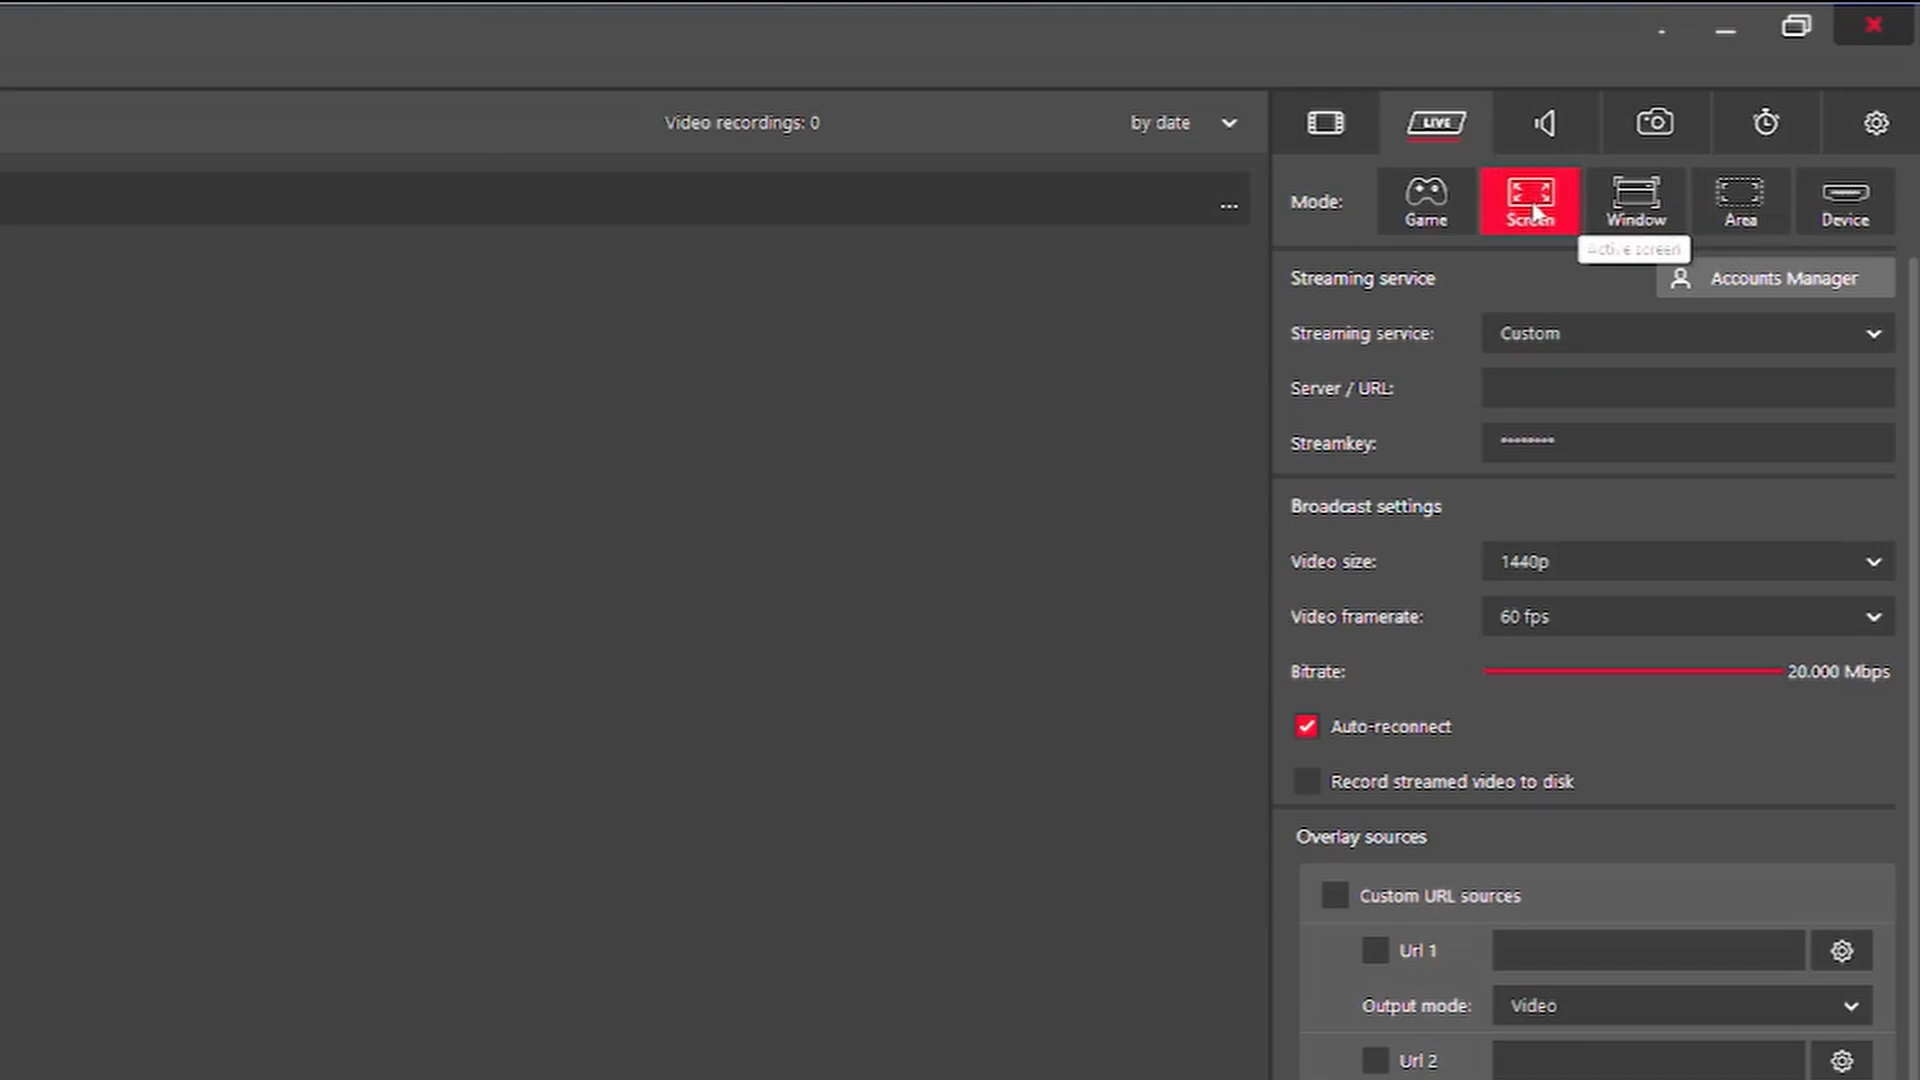 Video recordings: 0
by date
LIVE
...
Mode:
Game
Screen
Window
Area
Device
Active screen
Streaming service
Accounts Manager
Streaming service:
Custom
Server / URL:
Streamkey:
********
Broadcast settings
Video size:
1440p
Video framerate:
60 fps
Bitrate:
20.000 Mbps
Auto-reconnect
Record streamed video to disk
Overlay sources
Custom URL sources
Url 1
Output mode:
Video
Url 2